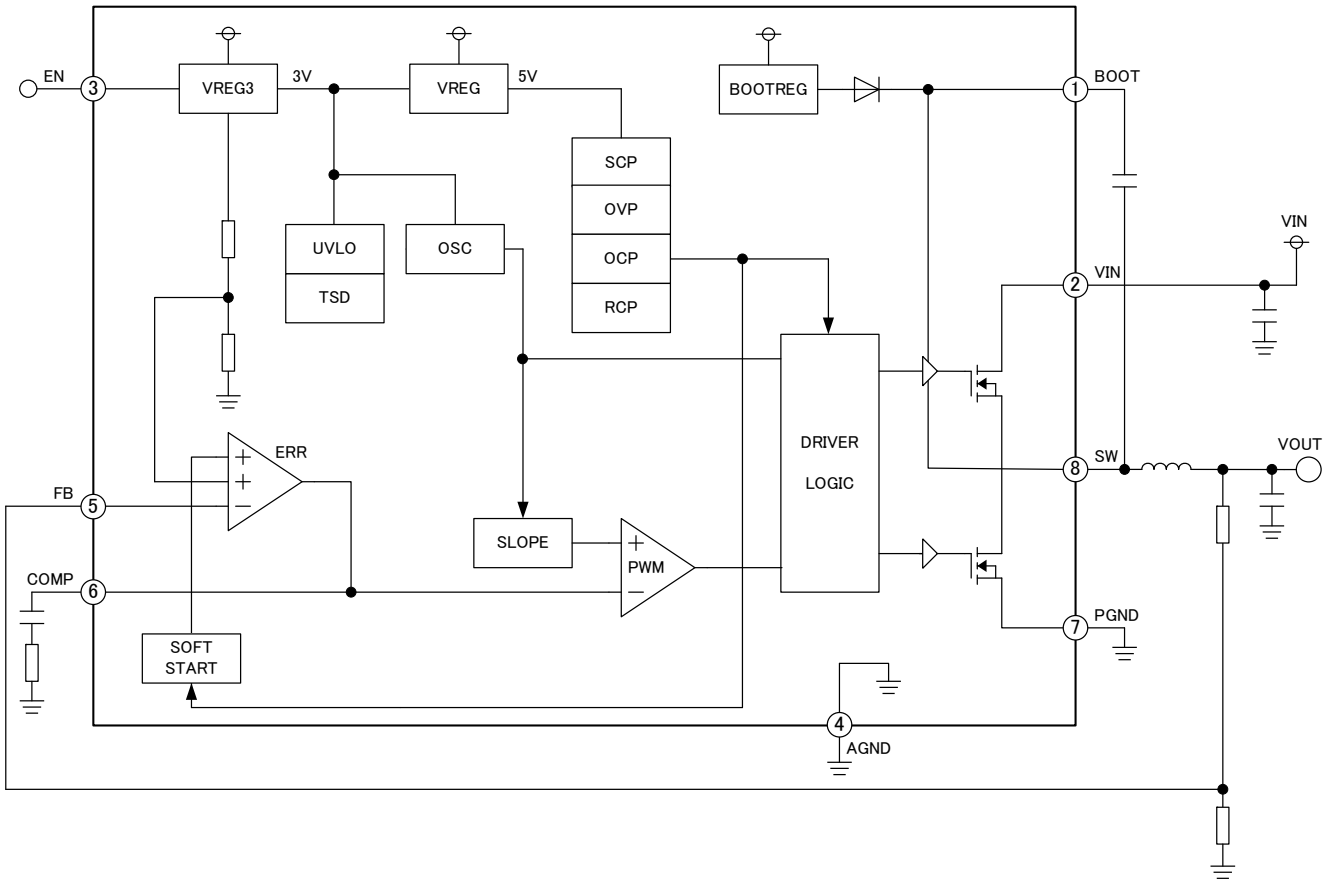 EN
3
VREG3
3V
VREG
5V
BOOTREG
1
BOOT
SCP
OVP
OCP
RCP
UVLO
TSD
OSC
VIN
2
VIN
ERR
+
+
−
FB
5
DRIVER
LOGIC
8
SW
VOUT
SLOPE
+
PWM
−
COMP
6
7
PGND
SOFT
START
4
AGND